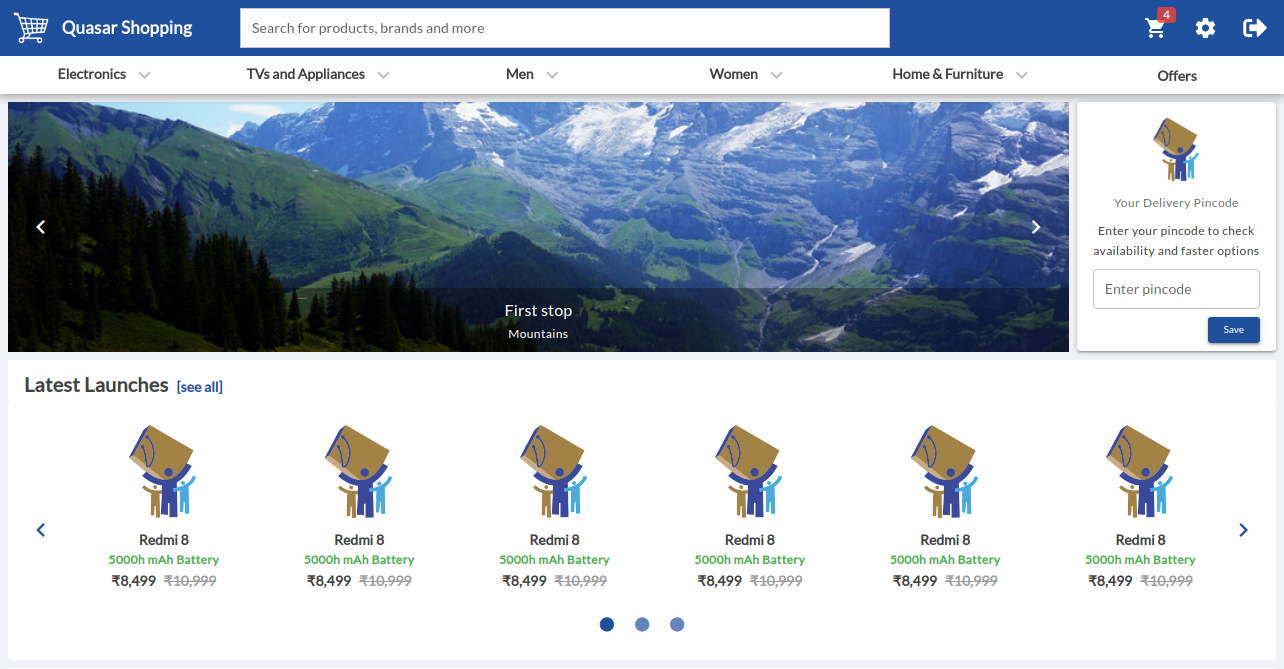 Quasar Shopping
Search for products, brands and more
4
Electronics
TVs and Appliances
Men
Women
Home & Furniture
Offers
First stop
Mountains
Your Delivery Pincode
Enter your pincode to check
availability and faster options
Enter pincode
Save
Latest Launches [see all]
Redmi 8
5000h mAh Battery
₹8,499 ₹10,999
Redmi 8
5000h mAh Battery
₹8,499 ₹10,999
Redmi 8
5000h mAh Battery
₹8,499 ₹10,999
Redmi 8
5000h mAh Battery
₹8,499 ₹10,999
Redmi 8
5000h mAh Battery
₹8,499 ₹10,999
Redmi 8
5000h mAh Battery
₹8,499 ₹10,999